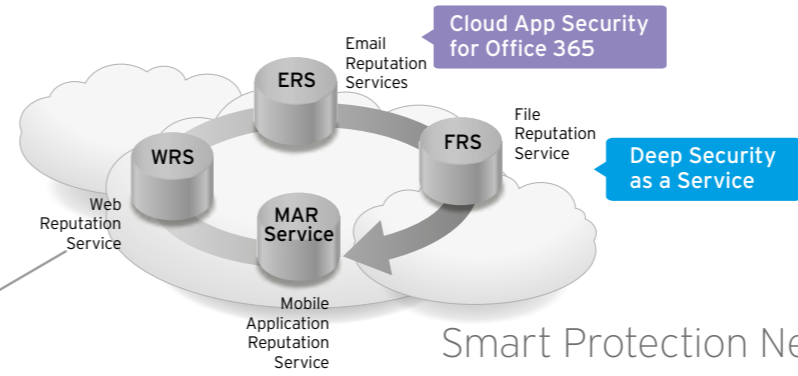 Cloud App Security
for Office 365
Email
Reputation
Services
ERS
File
Reputation
Service
FRS
Deep Security
as a Service
WRS
Web
Reputation
Service
MAR
Service
Mobile
Application
Reputation
Service
Smart Protection Ne